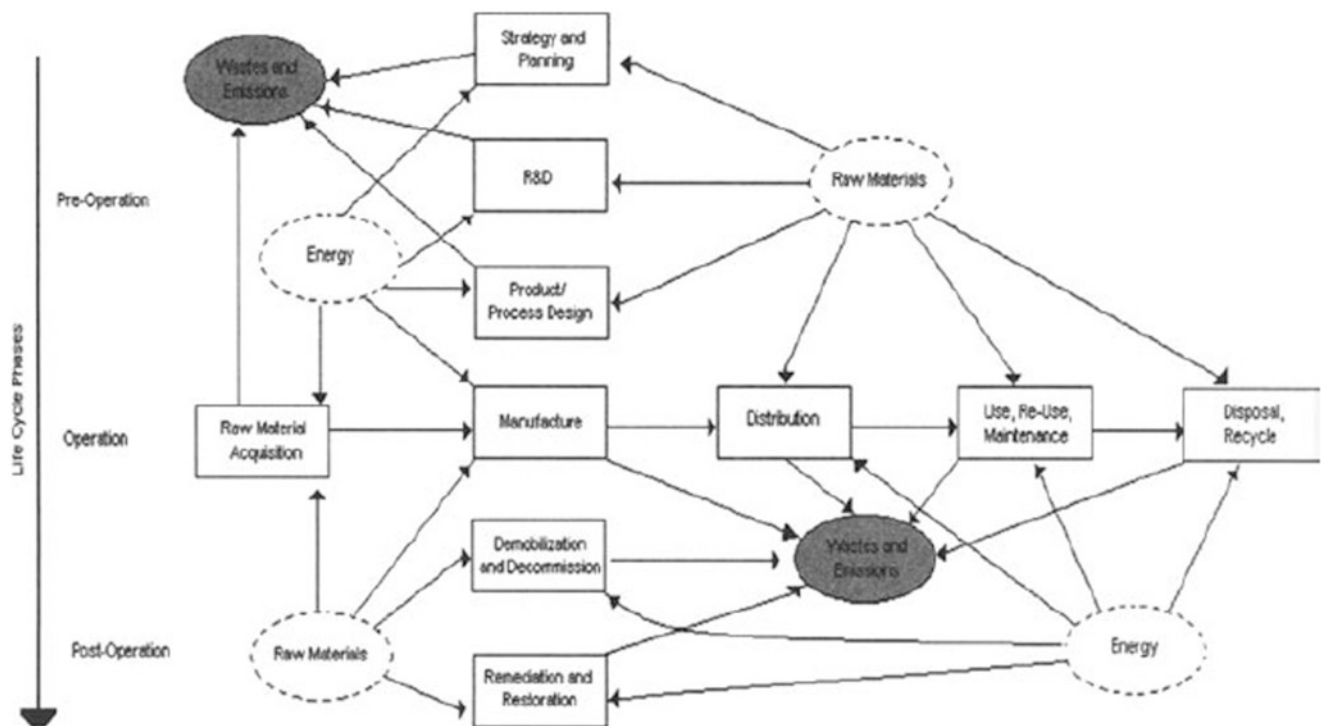 Strategy and
Planning
Wastes and
Emissions
R&D
Raw Materials
Pre-Operation
Energy
Product/
Process Design
Life Cycle Phases
Operation
Raw Material
Acquisition
Manufacture
Distribution
Use, Re-Use,
Maintenance
Disposal,
Recycle
Demobilization
and Decommission
Wastes and
Emissions
Post-Operation
Raw Materials
Remediation and
Restoration
Energy